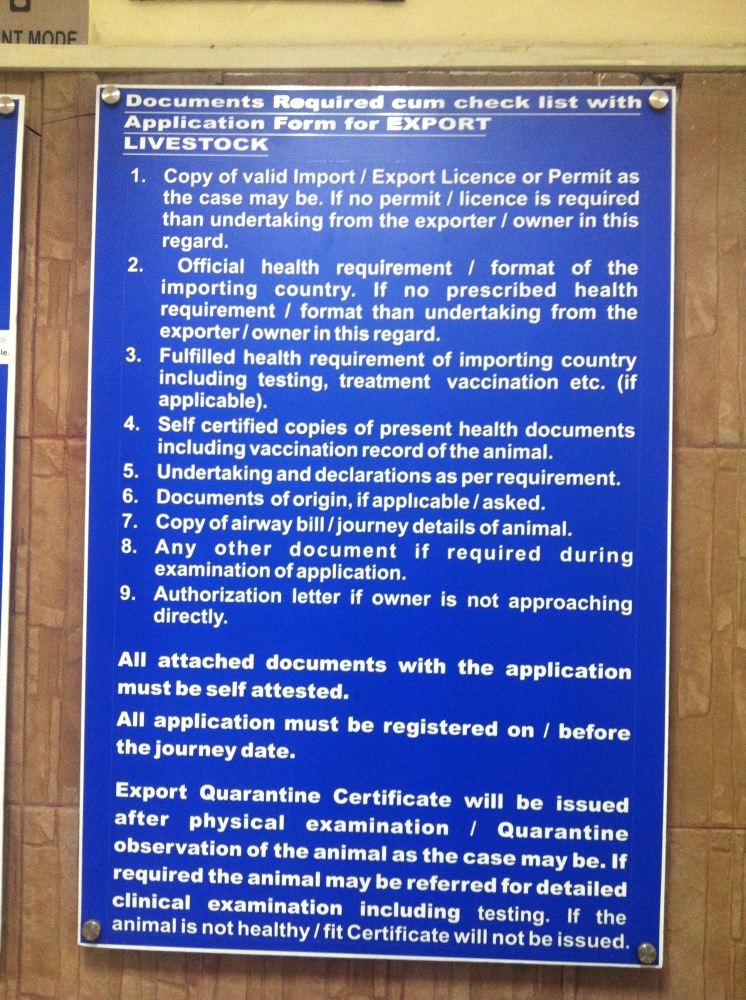 NT MODE
Documents Required cum check list with
Application Form for EXPORT
LIVESTOCK
1. Copy of valid Import / Export Licence or Permit as
the case may be. If no permit / licence is required
than undertaking from the exporter / owner in this
regard.
2. Official health requirement / format of the
importing country. If no prescribed health
requirement / format than undertaking from the
exporter / owner in this regard.
3. Fulfilled health requirement of importing country
including testing, treatment vaccination etc. (if
applicable).
4. Self certified copies of present health documents
including vaccination record of the animal.
5. Undertaking and declarations as per requirement.
6. Documents of origin, if applicable / asked.
7. Copy of airway bill / journey details of animal.
8. Any other document if required during
examination of application.
9. Authorization letter if owner is not approaching
directly.
All attached documents with the application
must be self attested.
All application must be registered on / before
the journey date.
Export Quarantine Certificate will be issued
after physical examination / Quarantine
observation of the animal as the case may be. If
required the animal may be referred for detailed
clinical examination including testing. If the
animal is not healthy / fit Certificate will not be issued.